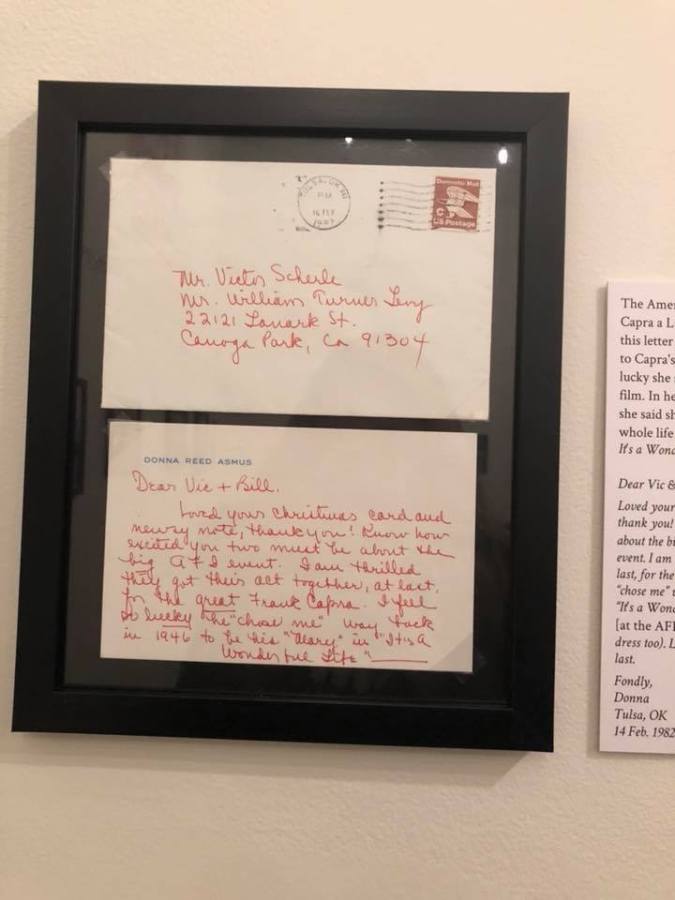 TULSA, OK
PM
16 FEB
1982
Domestic Mail
C
US Postage
Mr. Victor Scherle
Mr. William Turner Levy
22121 Lanark St.
Canoga Park, Ca 91304
DONNA REED ASMUS
Dear Vic + Bill.
Loved your Christmas card and
newsy note, thank you! Know how
excited you two must be about the
big AFI event. I am thrilled
they got their act together, at last,
for the great Frank Capra. I feel
so lucky he "chose me" way back
in 1946 to be his "Mary" in "It's A
Wonderful Life"
The Amer
Capra a L
this letter
to Capra's
lucky she
film. In he
she said sh
whole life
It's a Wond
Dear Vic &
Loved your
thank you!
about the bi
event. I am
last, for the
"chose me"
"It's a Wond
[at the AFI
dress too). L
last.
Fondly,
Donna
Tulsa, OK
14 Feb. 1982